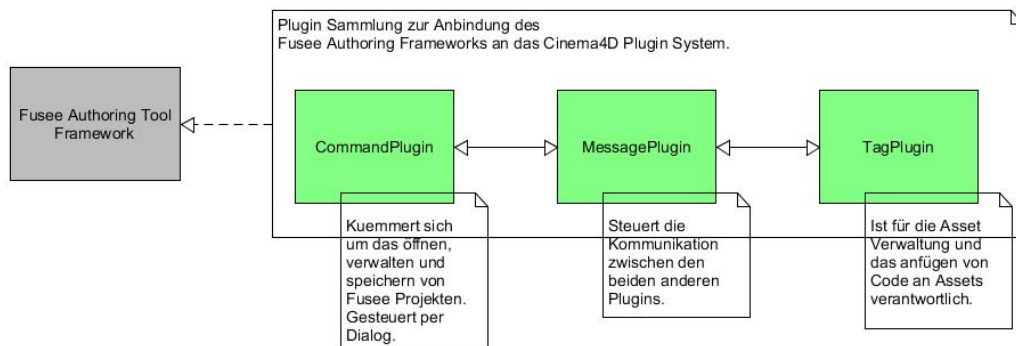 Plugin Sammlung zur Anbindung des
Fusee Authoring Frameworks an das Cinema4D Plugin System.
Fusee Authoring Tool
Framework
CommandPlugin
MessagePlugin
TagPlugin
Kuemmert sich
um das öffnen,
verwalten und
speichern von
Fusee Projekten.
Gesteuert per
Dialog.
Steuert die
Kommunikation
zwischen den
beiden anderen
Plugins.
Ist für die Asset
Verwaltung und
das anfügen von
Code an Assets
verantwortlich.